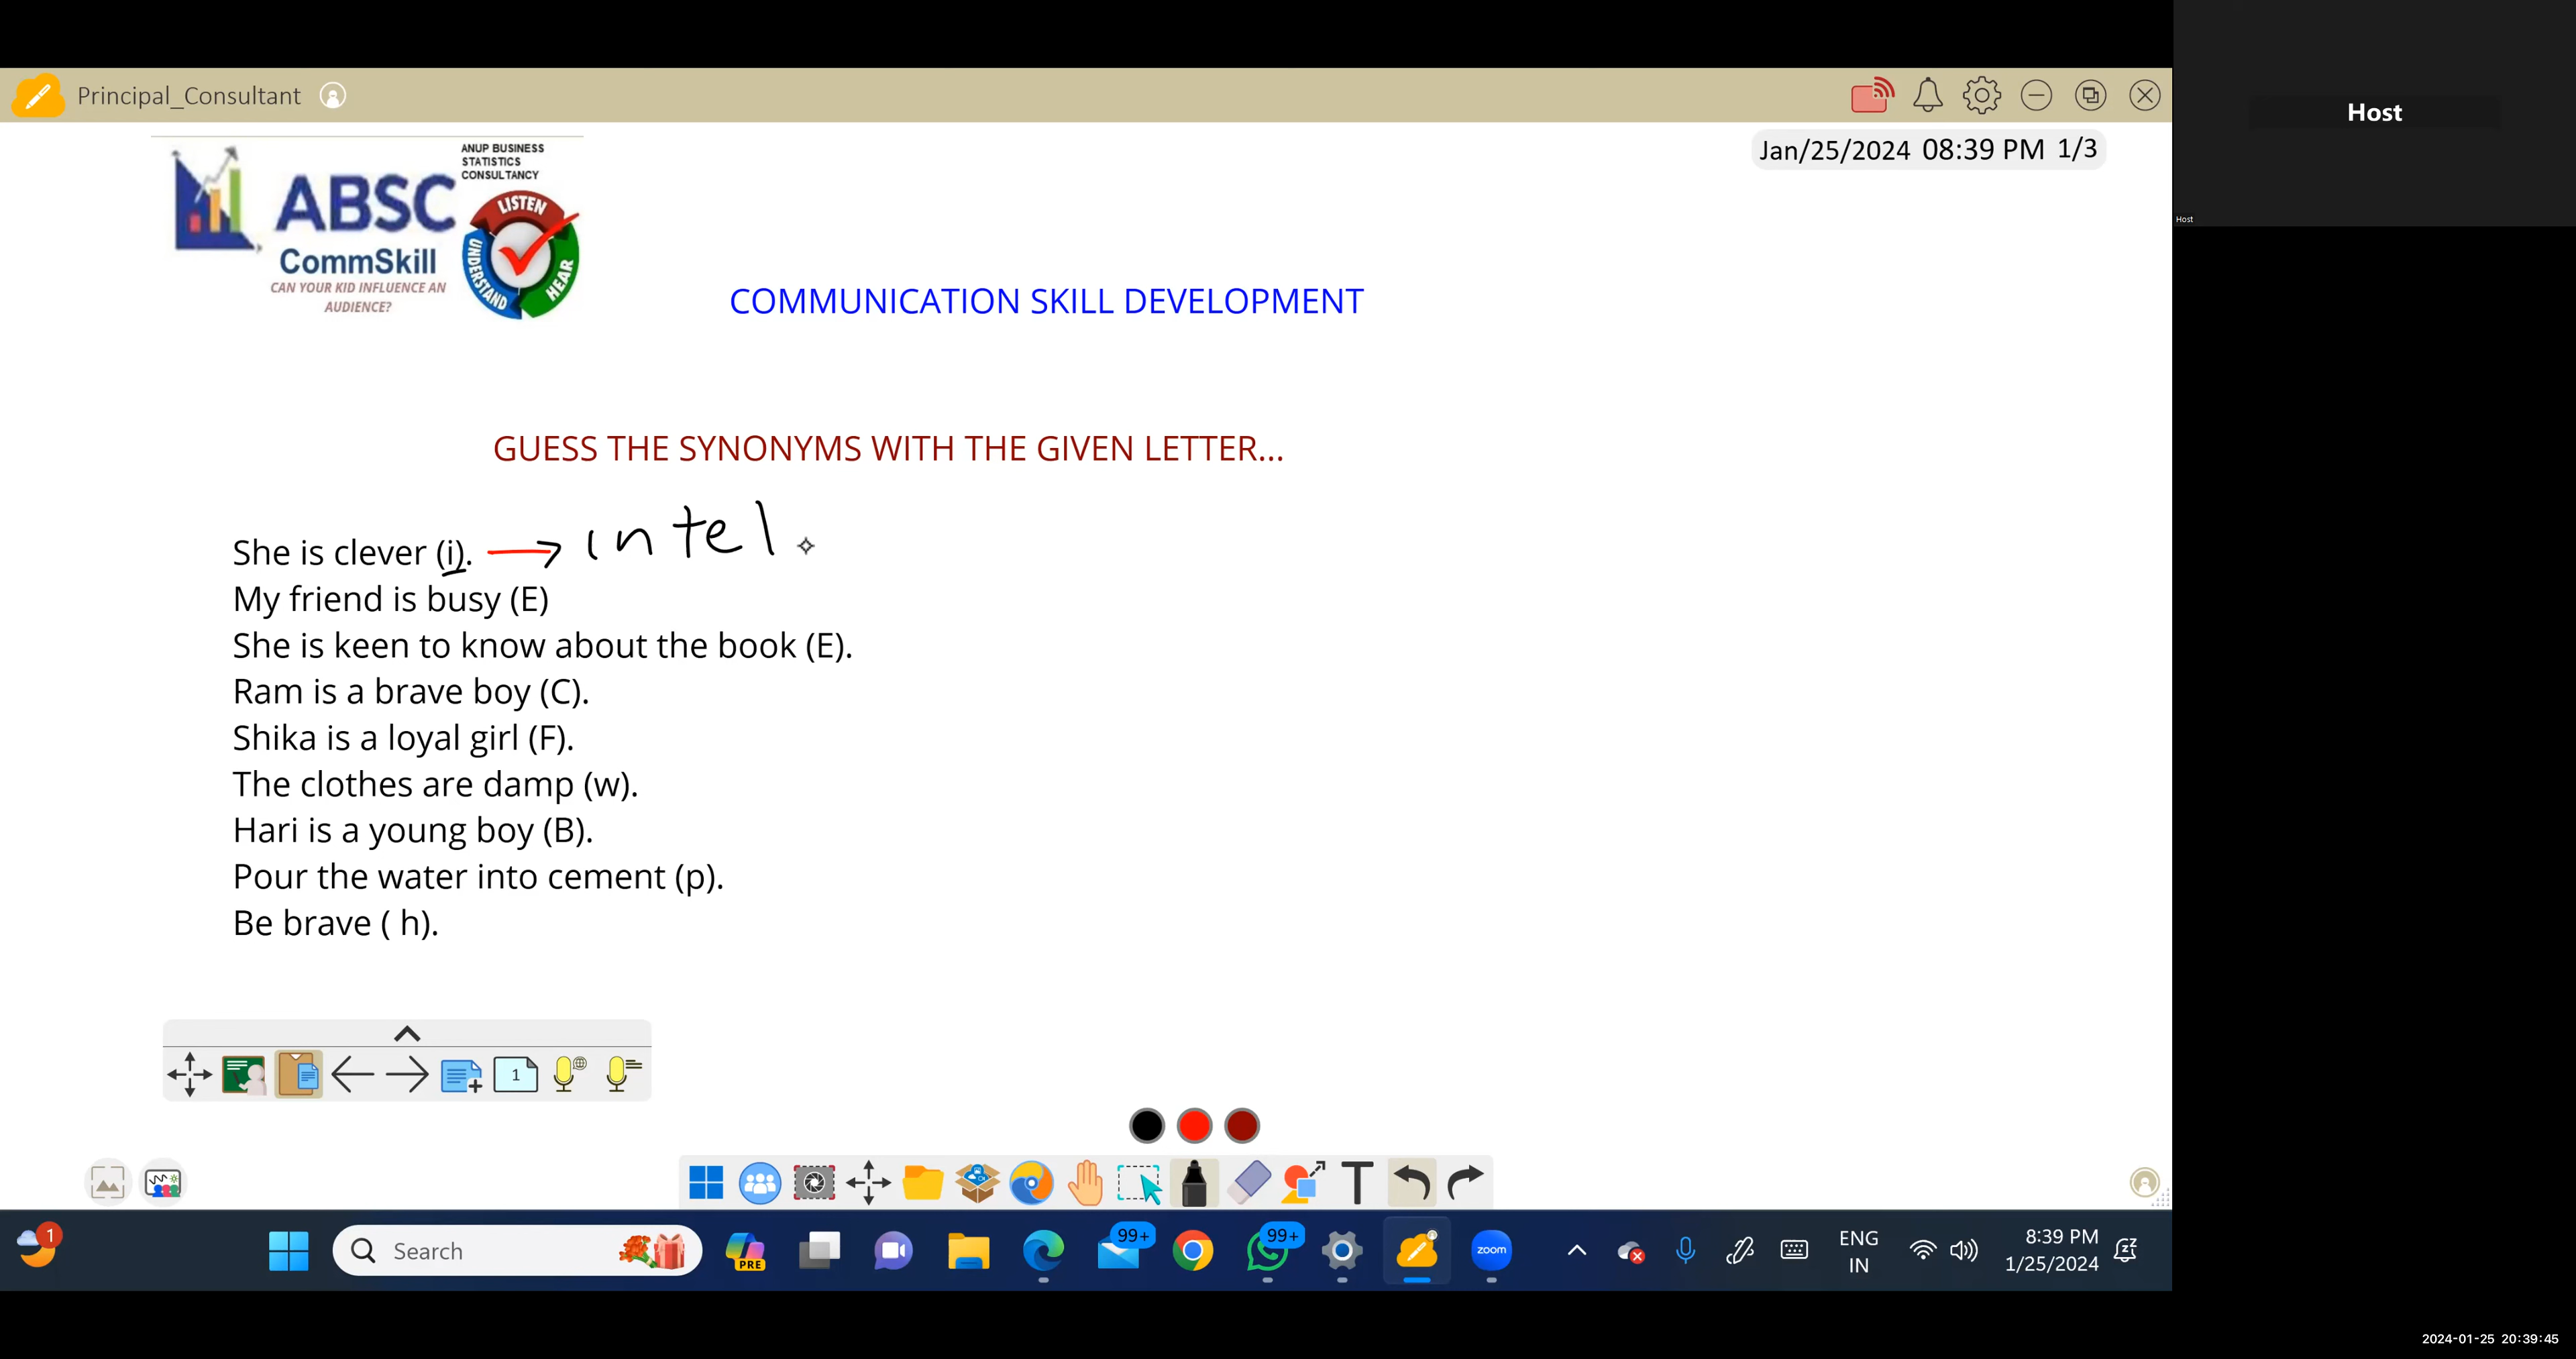 Principal_Consultant
Host
Host
Jan/25/2024 08:39 PM 1/3
ANUP BUSINESS
STATISTICS
CONSULTANCY
ABSC
CommSkill
CAN YOUR KID INFLUENCE AN
AUDIENCE?
LISTEN
UNDERSTAND
HEAR
COMMUNICATION SKILL DEVELOPMENT
GUESS THE SYNONYMS WITH THE GIVEN LETTER...
She is clever (i). → intel
My friend is busy (E)
She is keen to know about the book (E).
Ram is a brave boy (C).
Shika is a loyal girl (F).
The clothes are damp (w).
Hari is a young boy (B).
Pour the water into cement (p).
Be brave ( h).
1
T
1
Search
PRE
99+
99+
zoom
ENG
IN
8:39 PM
1/25/2024
2024-01-25 20:39:45